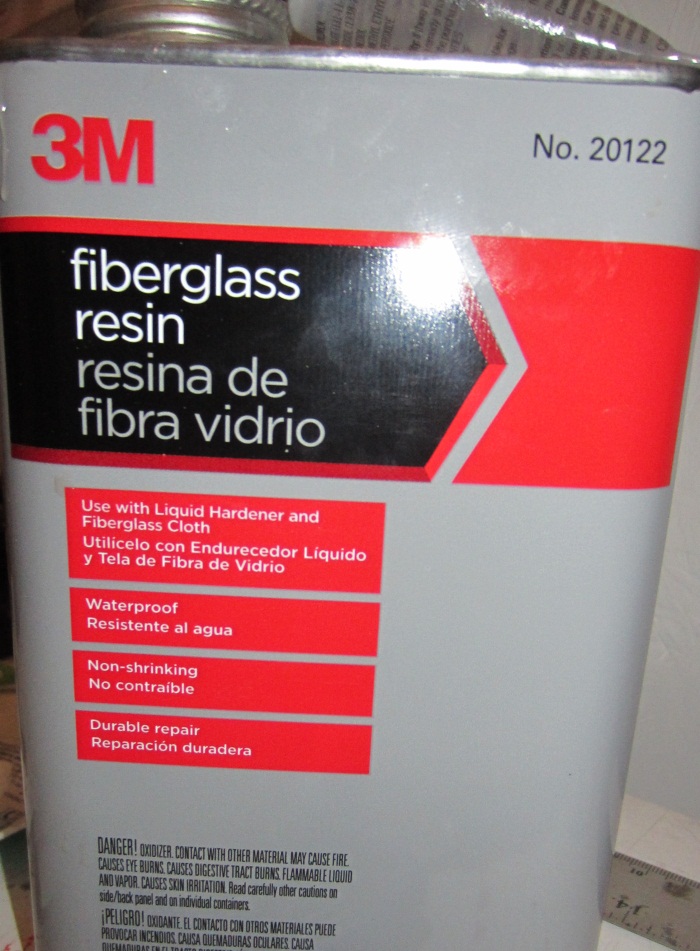 3M
No. 20122
fiberglass
resin
resina de
fibra vidrio
Use with Liquid Hardener and
Fiberglass Cloth
Utilícelo con Endurecedor Líquido
y Tela de Fibra de Vidrio
Waterproof
Resistente al agua
Non-shrinking
No contraíble
Durable repair
Reparación duradera
DANGER! OXIDIZER. CONTACT WITH OTHER MATERIAL MAY CAUSE FIRE.
CAUSES EYE BURNS. CAUSES DIGESTIVE TRACT BURNS. FLAMMABLE LIQUID
AND VAPOR. CAUSES SKIN IRRITATION. Read carefully other cautions on
side/back panel and on individual containers.
¡PELIGRO! OXIDANTE. EL CONTACTO CON OTROS MATERIALES PUEDE
PROVOCAR INCENDIOS. CAUSA QUEMADURAS OCULARES. CAUSA
QUEMADURAS EN EL TRACTO